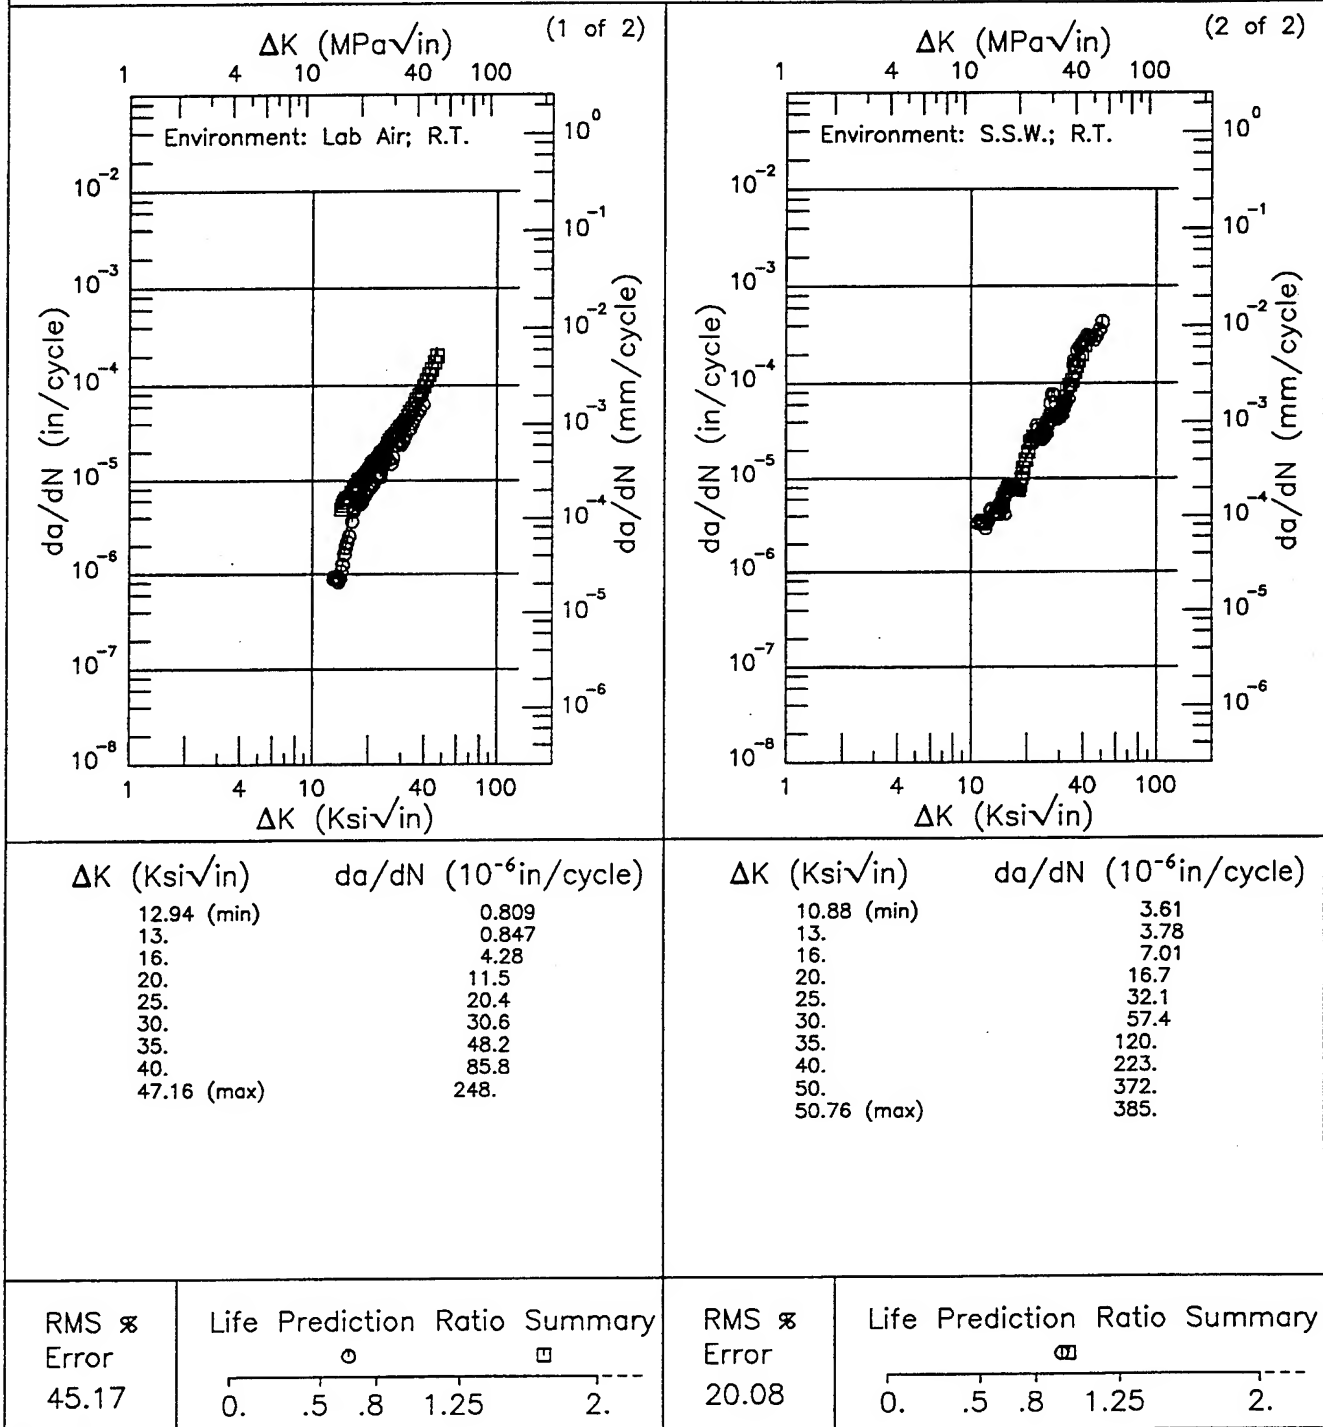 (1 of 2)
ΔK (MPa√in)
1 4 10 40 100
Environment: Lab Air; R.T.
10⁰
10⁻²
10⁻¹
10⁻³
10⁻²
10⁻⁴
10⁻³
10⁻⁵
10⁻⁴
10⁻⁶
10⁻⁵
10⁻⁷
10⁻⁶
10⁻⁸
da/dN (in/cycle)
da/dN (mm/cycle)
1 4 10 40 100
ΔK (Ksi√in)
ΔK (Ksi√in) da/dN (10⁻⁶in/cycle)
12.94 (min) 0.809
13. 0.847
16. 4.28
20. 11.5
25. 20.4
30. 30.6
35. 48.2
40. 85.8
47.16 (max) 248.
RMS % Error
45.17
Life Prediction Ratio Summary
0. .5 .8 1.25 2.
(2 of 2)
ΔK (MPa√in)
1 4 10 40 100
Environment: S.S.W.; R.T.
10⁰
10⁻²
10⁻¹
10⁻³
10⁻²
10⁻⁴
10⁻³
10⁻⁵
10⁻⁴
10⁻⁶
10⁻⁵
10⁻⁷
10⁻⁶
10⁻⁸
da/dN (in/cycle)
da/dN (mm/cycle)
1 4 10 40 100
ΔK (Ksi√in)
ΔK (Ksi√in) da/dN (10⁻⁶in/cycle)
10.88 (min) 3.61
13. 3.78
16. 7.01
20. 16.7
25. 32.1
30. 57.4
35. 120.
40. 223.
50. 372.
50.76 (max) 385.
RMS % Error
20.08
Life Prediction Ratio Summary
0. .5 .8 1.25 2.